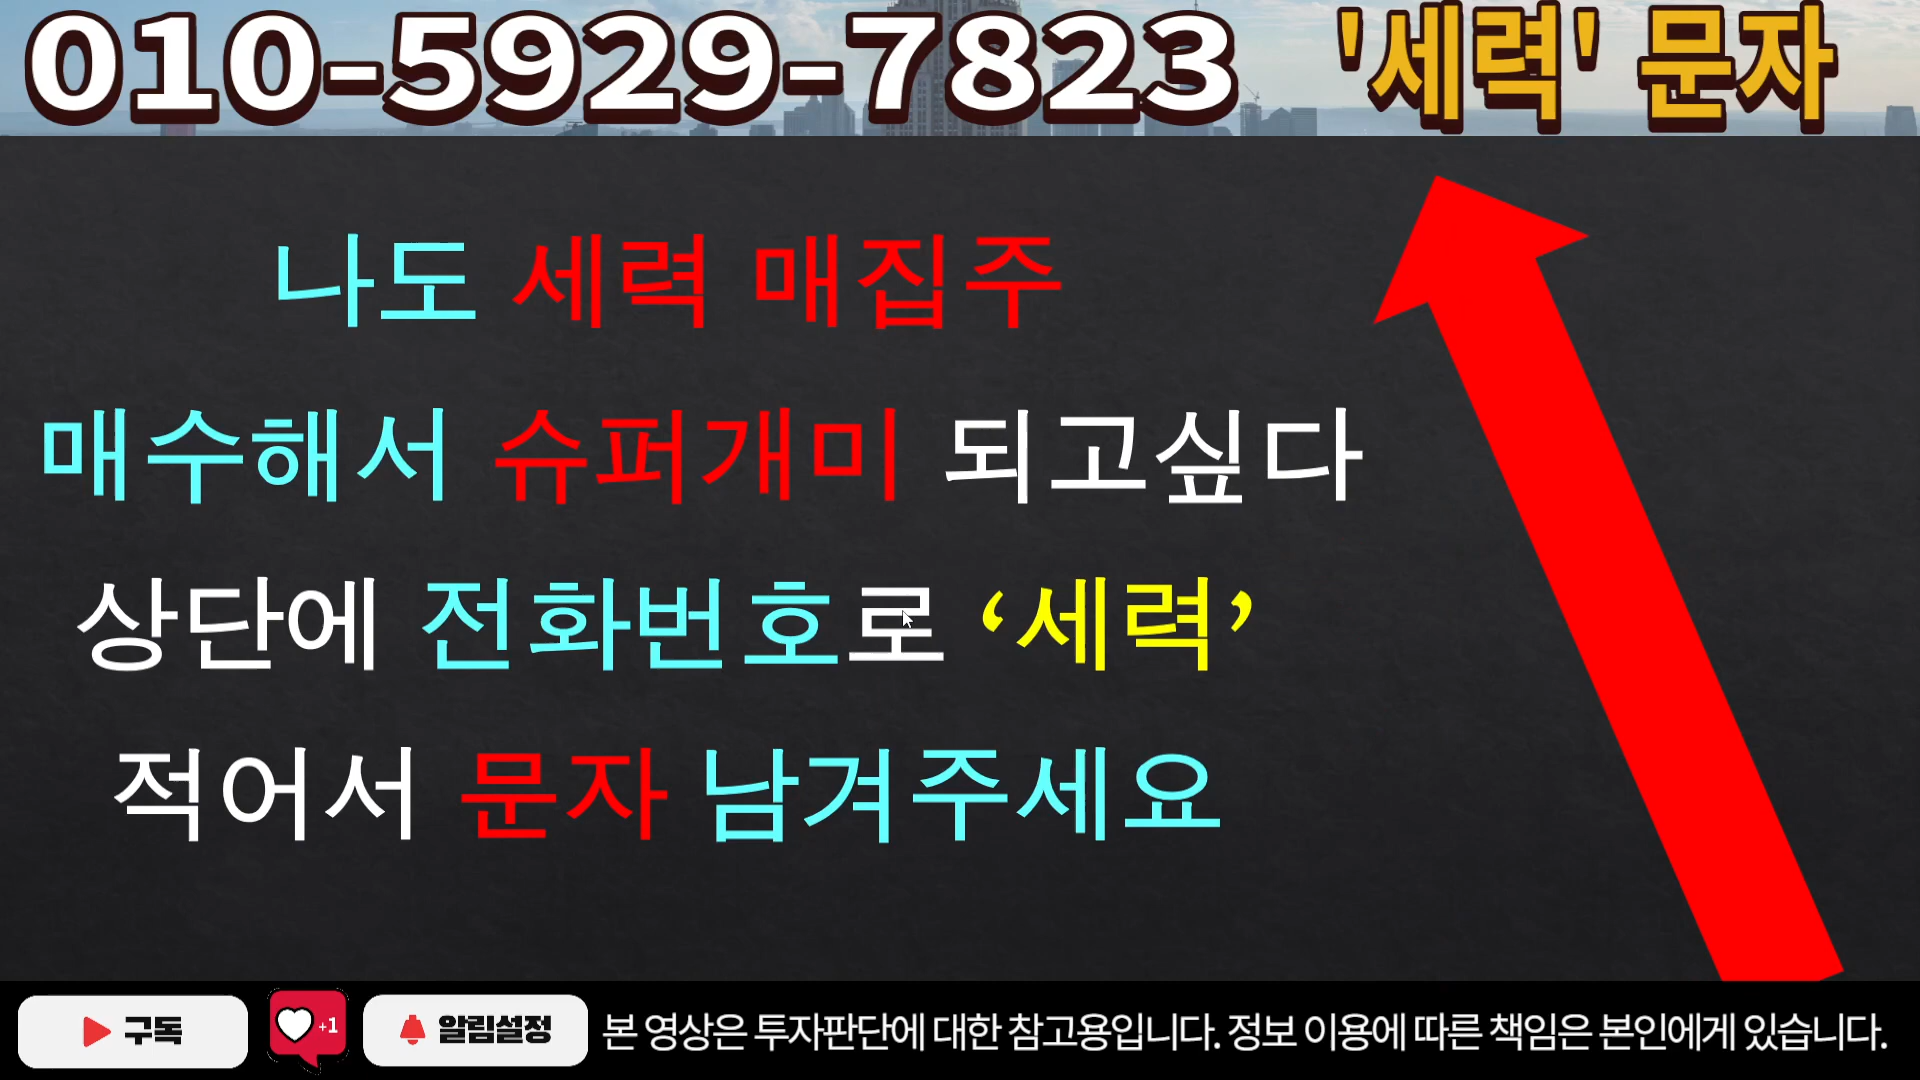 010-5929-7823 '세력' 문자
나도 세력 매집주
매수해서 슈퍼개미 되고싶다
상단에 전화번호로 ‘세력’
적어서 문자 남겨주세요
구독 +1 알림설정 본 영상은 투자판단에 대한 참고용입니다. 정보 이용에 따른 책임은 본인에게 있습니다.